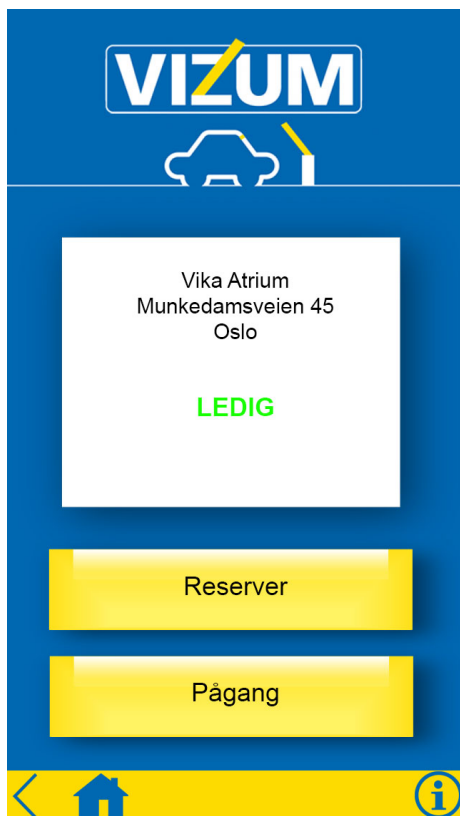 VIZUM
Vika Atrium
Munkedamsveien 45
Oslo
LEDIG
Reserver
Pågang
i